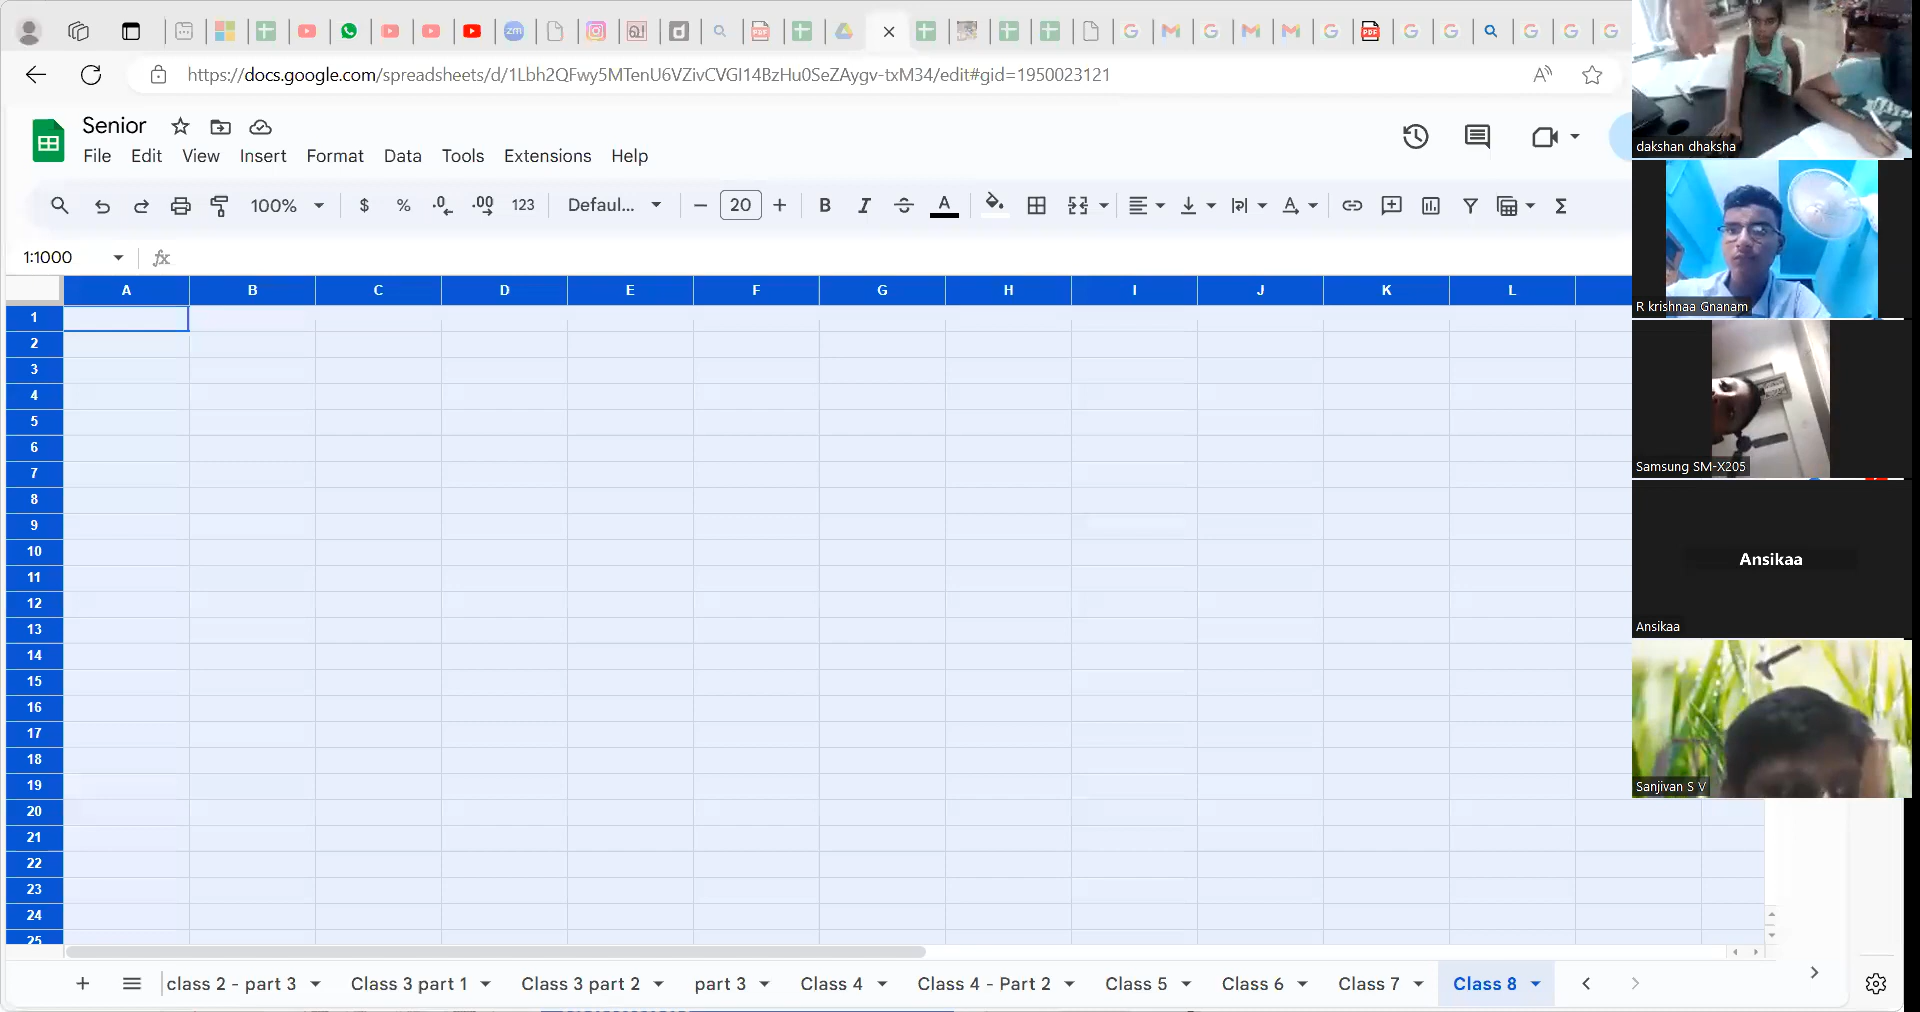 https://docs.google.com/spreadsheets/d/1Lbh2QFwy5MTenU6VZivCVGI14BzHu0SeZAygv-txM34/edit#gid=1950023121
Senior
File Edit View Insert Format Data Tools Extensions Help
100% $ % .0 .00 123 Defaul... 20 B I A
1:1000 fx
A B C D E F G H I J K L
1
2
3
4
5
6
7
8
9
10
11
12
13
14
15
16
17
18
19
20
21
22
23
24
25
class 2 - part 3 Class 3 part 1 Class 3 part 2 part 3 Class 4 Class 4 - Part 2 Class 5 Class 6 Class 7 Class 8
dakshan dhaksha
R krishnaa Gnanam
Samsung SM-X205
Ansikaa
Ansikaa
Sanjivan S V